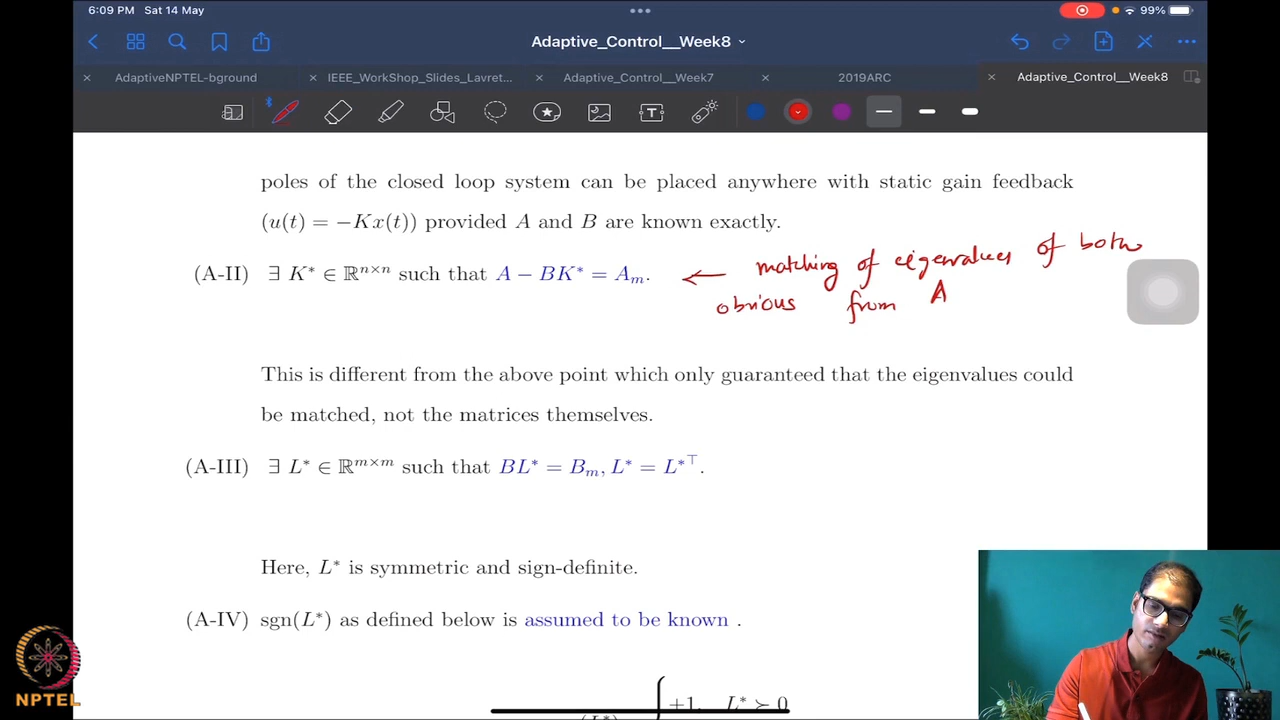 6:09 PM Sat 14 May
99%
Adaptive_Control__Week8
AdaptiveNPTEL-bground
IEEE_WorkShop_Slides_Lavret...
Adaptive_Control__Week7
2019ARC
Adaptive_Control__Week8
poles of the closed loop system can be placed anywhere with static gain feedback
(u(t) = −Kx(t)) provided A and B are known exactly.
(A-II) ∃ K* ∈ ℝⁿˣⁿ such that A − BK* = Aₘ.
← matching of eigenvalues of both
obvious from A
This is different from the above point which only guaranteed that the eigenvalues could
be matched, not the matrices themselves.
(A-III) ∃ L* ∈ ℝᵐˣᵐ such that BL* = Bₘ, L* = L*⊤.
Here, L* is symmetric and sign-definite.
(A-IV) sgn(L*) as defined below is assumed to be known .
+1, L* ≻ 0
NPTEL